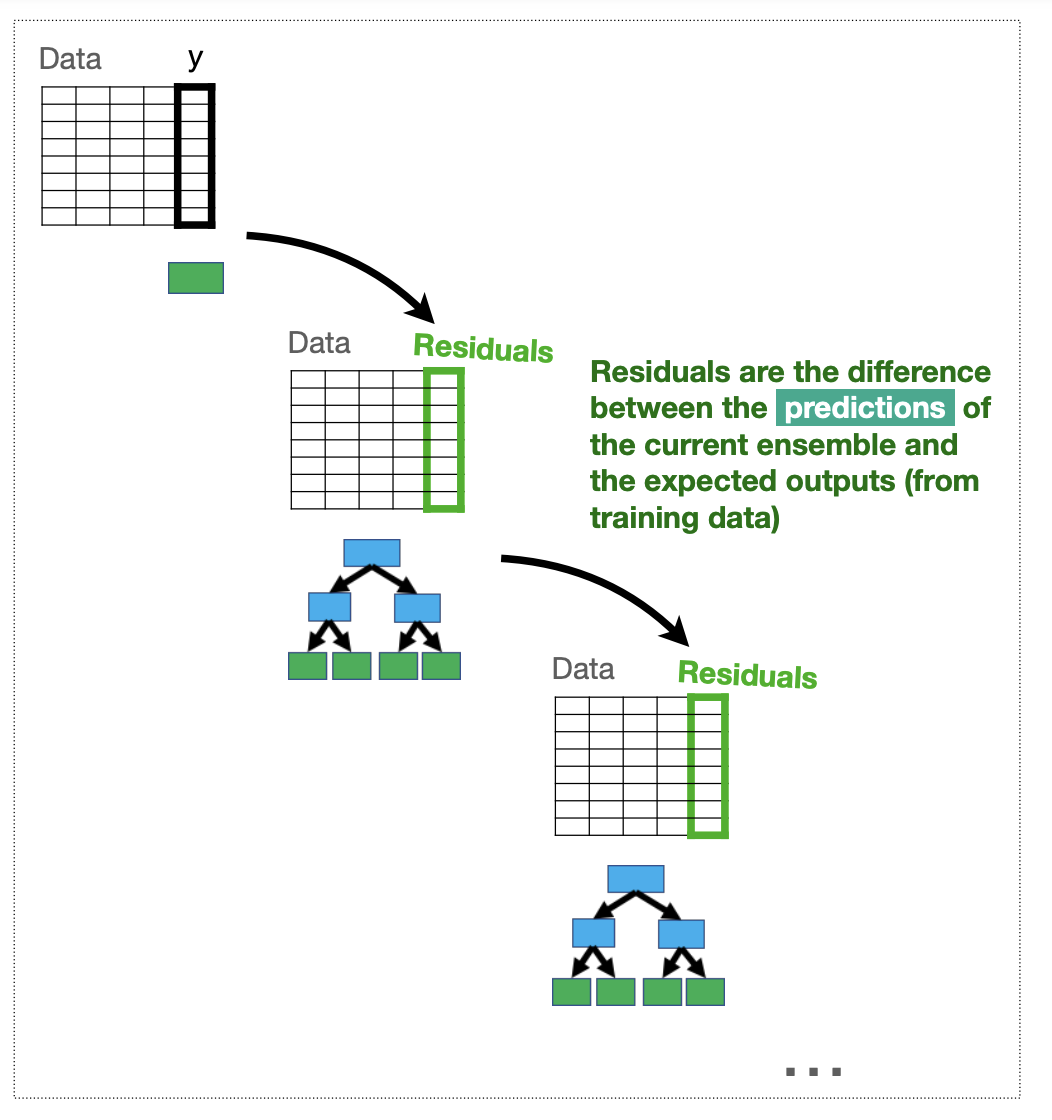 Data y
Data Residuals
Residuals are the difference
between the predictions of
the current ensemble and
the expected outputs (from
training data)
Data Residuals
...